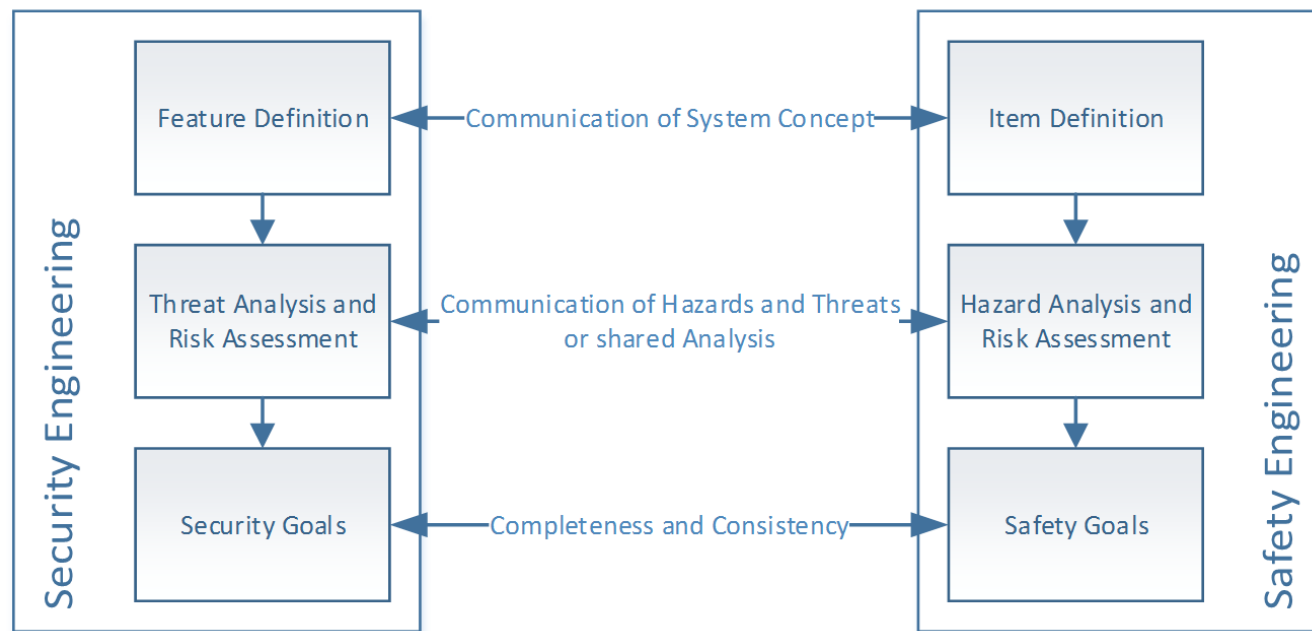 Security Engineering
Feature Definition
Communication of System Concept
Item Definition
Threat Analysis and
Risk Assessment
Communication of Hazards and Threats
or shared Analysis
Hazard Analysis and
Risk Assessment
Security Goals
Completeness and Consistency
Safety Goals
Safety Engineering